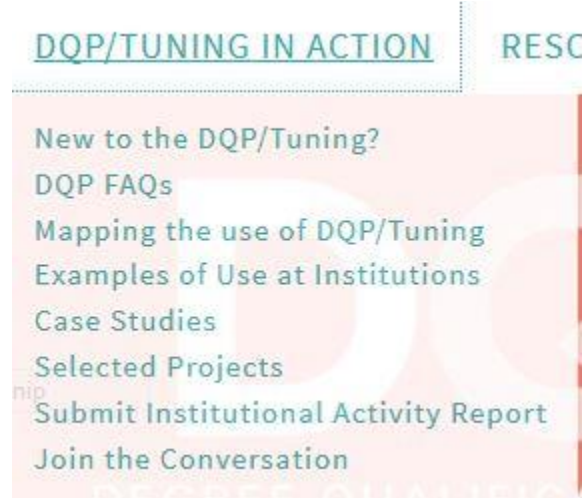 DQP/TUNING IN ACTION
New to the DQP/Tuning?
DQP FAQs
Mapping the use of DQP/Tuning
Examples of Use at Institutions
Case Studies
Selected Projects
Submit Institutional Activity Report
Join the Conversation